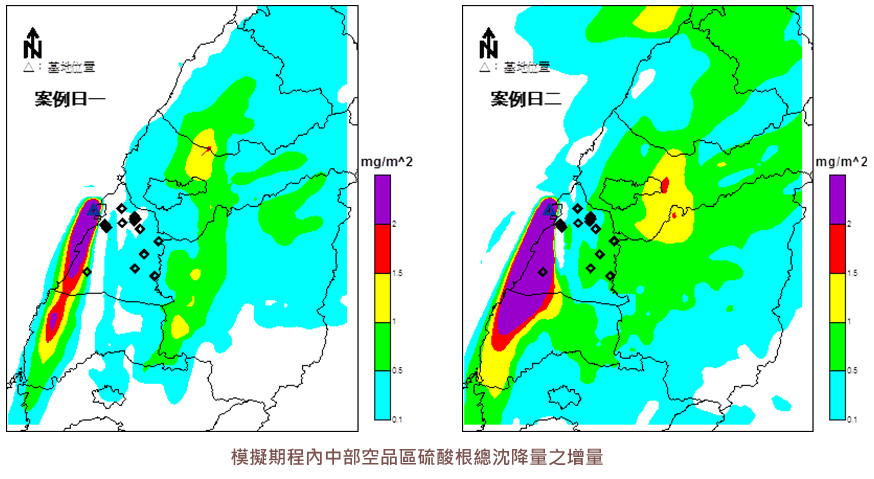 N
△：基地位置
案例日一
mg/m^2
2
1.5
1
0.5
0.1
N
△：基地位置
案例日二
mg/m^2
2
1.5
1
0.5
0.1
模擬期程內中部空品區硫酸根總沈降量之增量